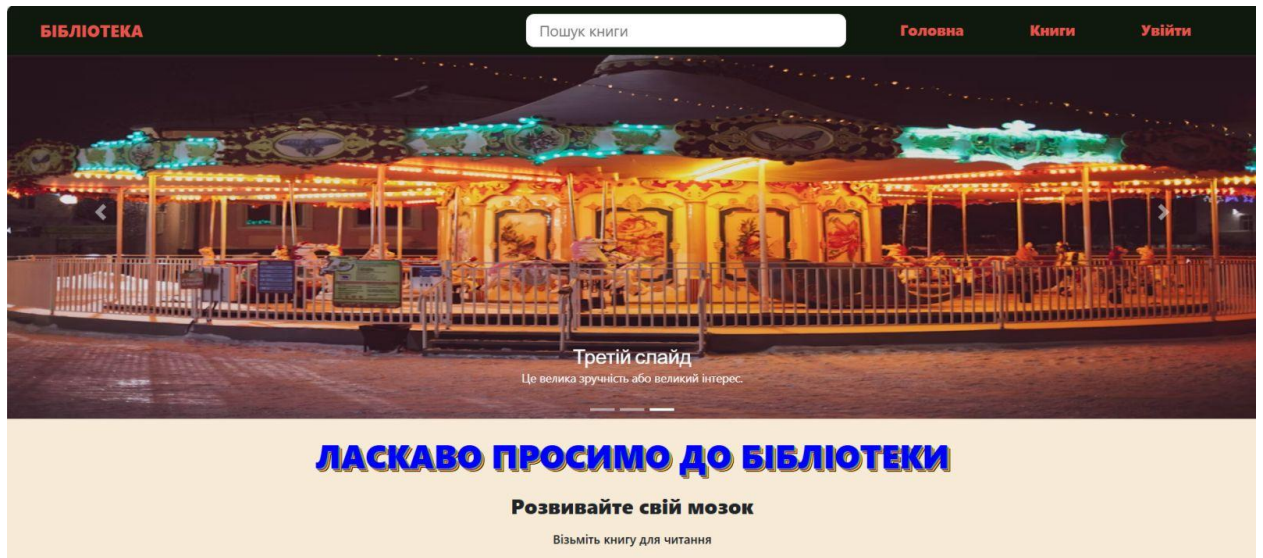 БІБЛІОТЕКА
Пошук книги
Головна
Книги
Увійти
Третій слайд
Це велика зручність або великий інтерес.
ЛАСКАВО ПРОСИМО ДО БІБЛІОТЕКИ
Розвивайте свій мозок
Візьміть книгу для читання